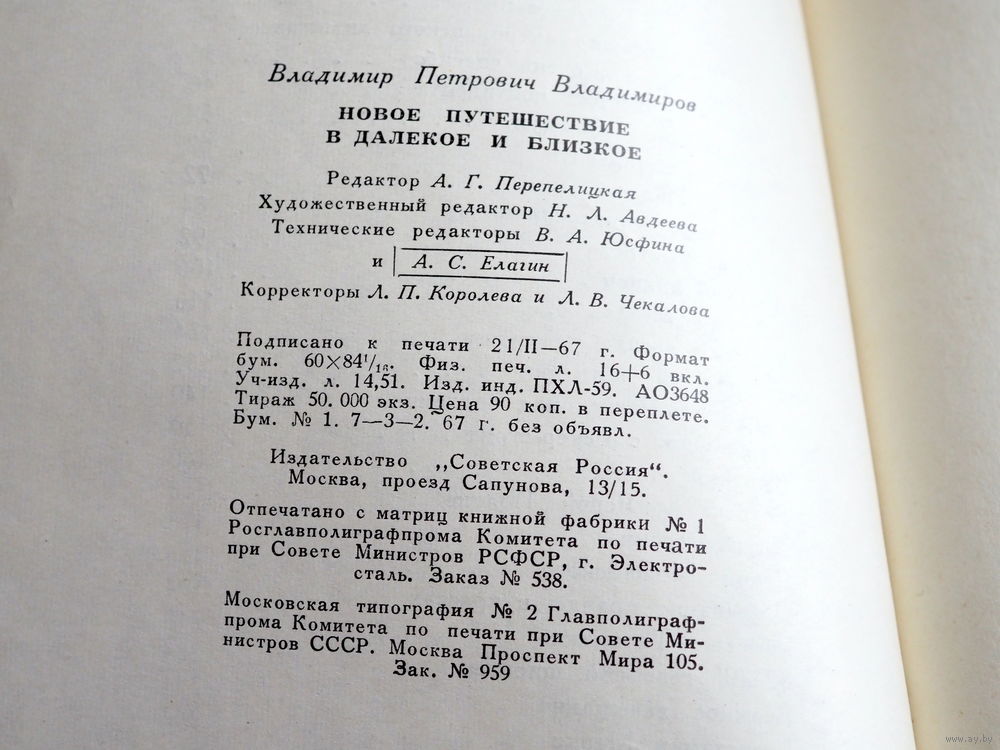 Владимир Петрович Владимиров
НОВОЕ ПУТЕШЕСТВИЕ
В ДАЛЕКОЕ И БЛИЗКОЕ
Редактор А. Г. Перепелицкая
Художественный редактор Н. Л. Авдеева
Технические редакторы В. А. Юсфина
и А. С. Елагин
Корректоры Л. П. Королева и Л. В. Чекалова
Подписано к печати 21/II—67 г. Формат
бум. 60×84 1/16. Физ. печ. л. 16+6 вкл.
Уч-изд. л. 14,51. Изд. инд. ПХЛ-59. АО3648
Тираж 50.000 экз. Цена 90 коп. в переплете.
Бум. № 1. 7—3—2. 67 г. без объявл.
Издательство „Советская Россия“.
Москва, проезд Сапунова, 13/15.
Отпечатано с матриц книжной фабрики № 1
Росглавполиграфпрома Комитета по печати
при Совете Министров РСФСР, г. Электро-
сталь. Заказ № 538.
Московская типография № 2 Главполиграф-
прома Комитета по печати при Совете Ми-
нистров СССР. Москва Проспект Мира 105.
Зак. № 959
www.ay.by